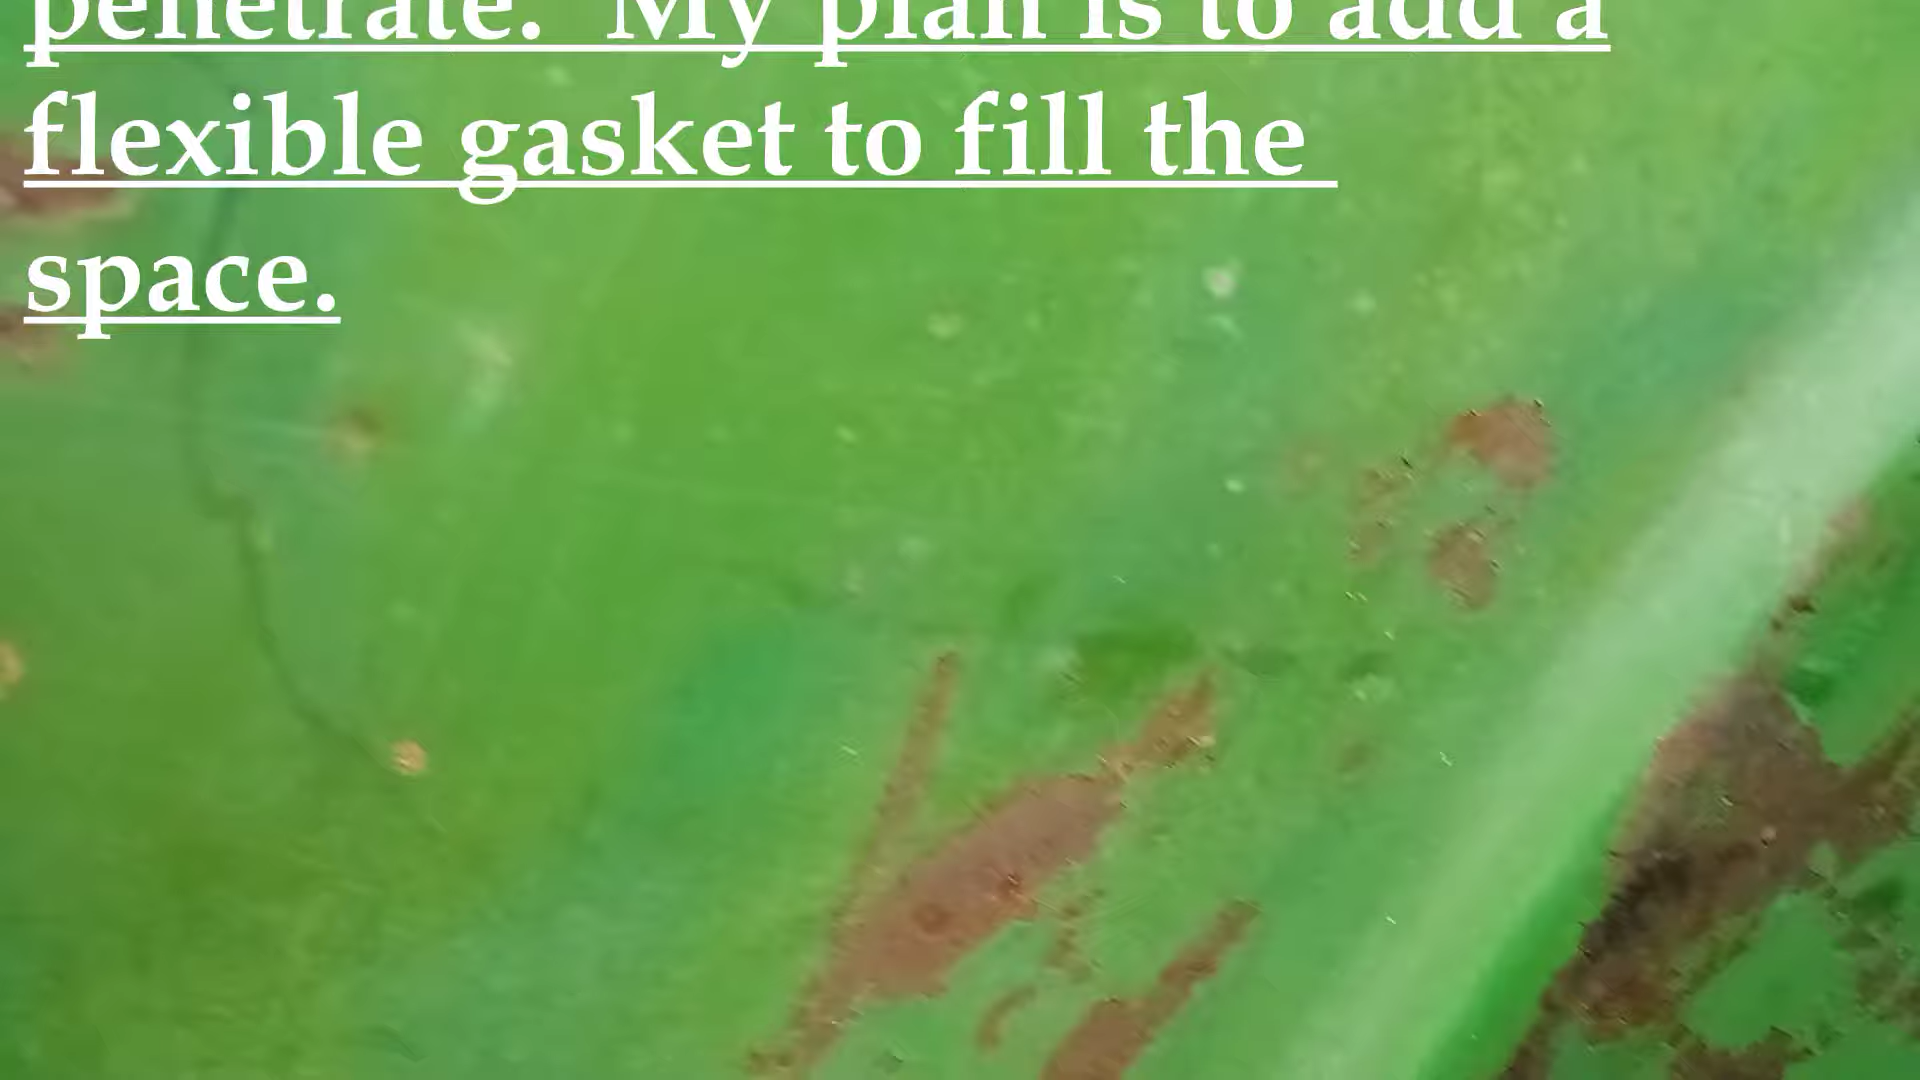 penetrate.  My plan is to add a
flexible gasket to fill the
space.